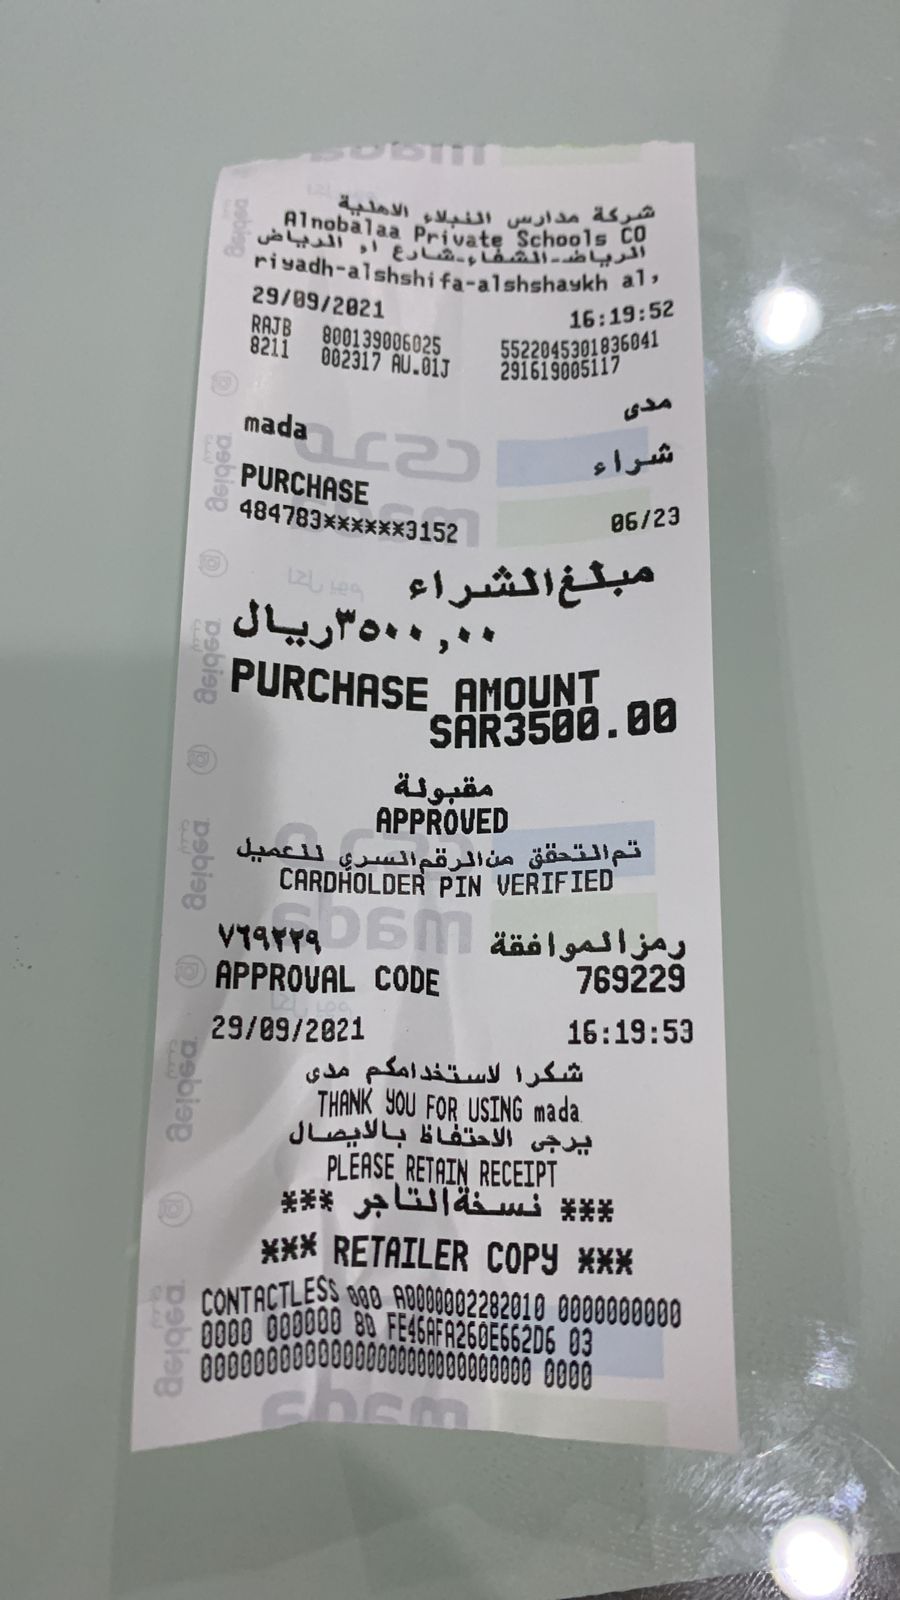 شركة مدارس النبلاء الاهلية
Alnobalaa Private Schools CO
الرياض-الشفاء-شارع ا, الرياض
riyadh-alshshifa-alshshaykh al,
29/09/2021 16:19:52
RAJB 800139006025 5522045301836041
8211 002317 AU.01J 291619005117
mada مدى
PURCHASE شراء
484783******3152 06/23
مبلغ الشراء
٣٥٠٠,٠٠ ريال
PURCHASE AMOUNT
SAR3500.00
مقبولة
APPROVED
تم التحقق من الرقم السري للعميل
CARDHOLDER PIN VERIFIED
رمز الموافقة ٧٦٩٢٢٩
APPROVAL CODE 769229
29/09/2021 16:19:53
شكرا لاستخدامكم مدى
THANK YOU FOR USING mada
يرجى الاحتفاظ بالايصال
PLEASE RETAIN RECEIPT
*** نسخة التاجر ***
*** RETAILER COPY ***
CONTACTLESS 000 A0000002282010 0000000000
0000 000000 80 FE46AFA260E662D6 03
0000000000000000000000000000 0000